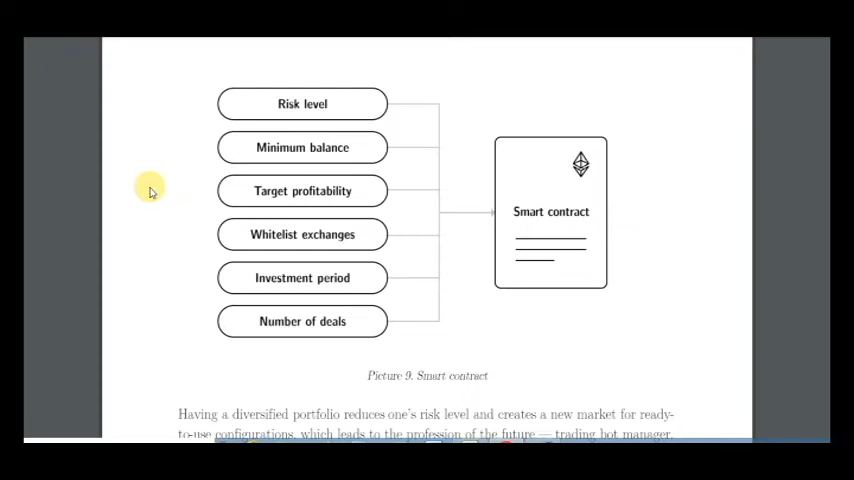 Risk level
Minimum balance
Target profitability
Whitelist exchanges
Investment period
Number of deals
Smart contract
Picture 9. Smart contract
Having a diversified portfolio reduces one's risk level and creates a new market for ready-
to-use configurations, which leads to the profession of the future — trading bot manager.